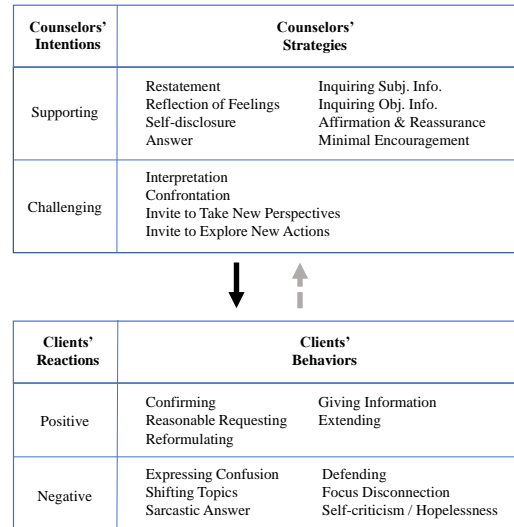 Counselors' Counselors'
Intentions Strategies
Supporting
Restatement Inquiring Subj. Info.
Reflection of Feelings Inquiring Obj. Info.
Self-disclosure Affirmation & Reassurance
Answer Minimal Encouragement
Challenging
Interpretation
Confrontation
Invite to Take New Perspectives
Invite to Explore New Actions
Clients' Clients'
Reactions Behaviors
Positive
Confirming Giving Information
Reasonable Requesting Extending
Reformulating
Negative
Expressing Confusion Defending
Shifting Topics Focus Disconnection
Sarcastic Answer Self-criticism / Hopelessness